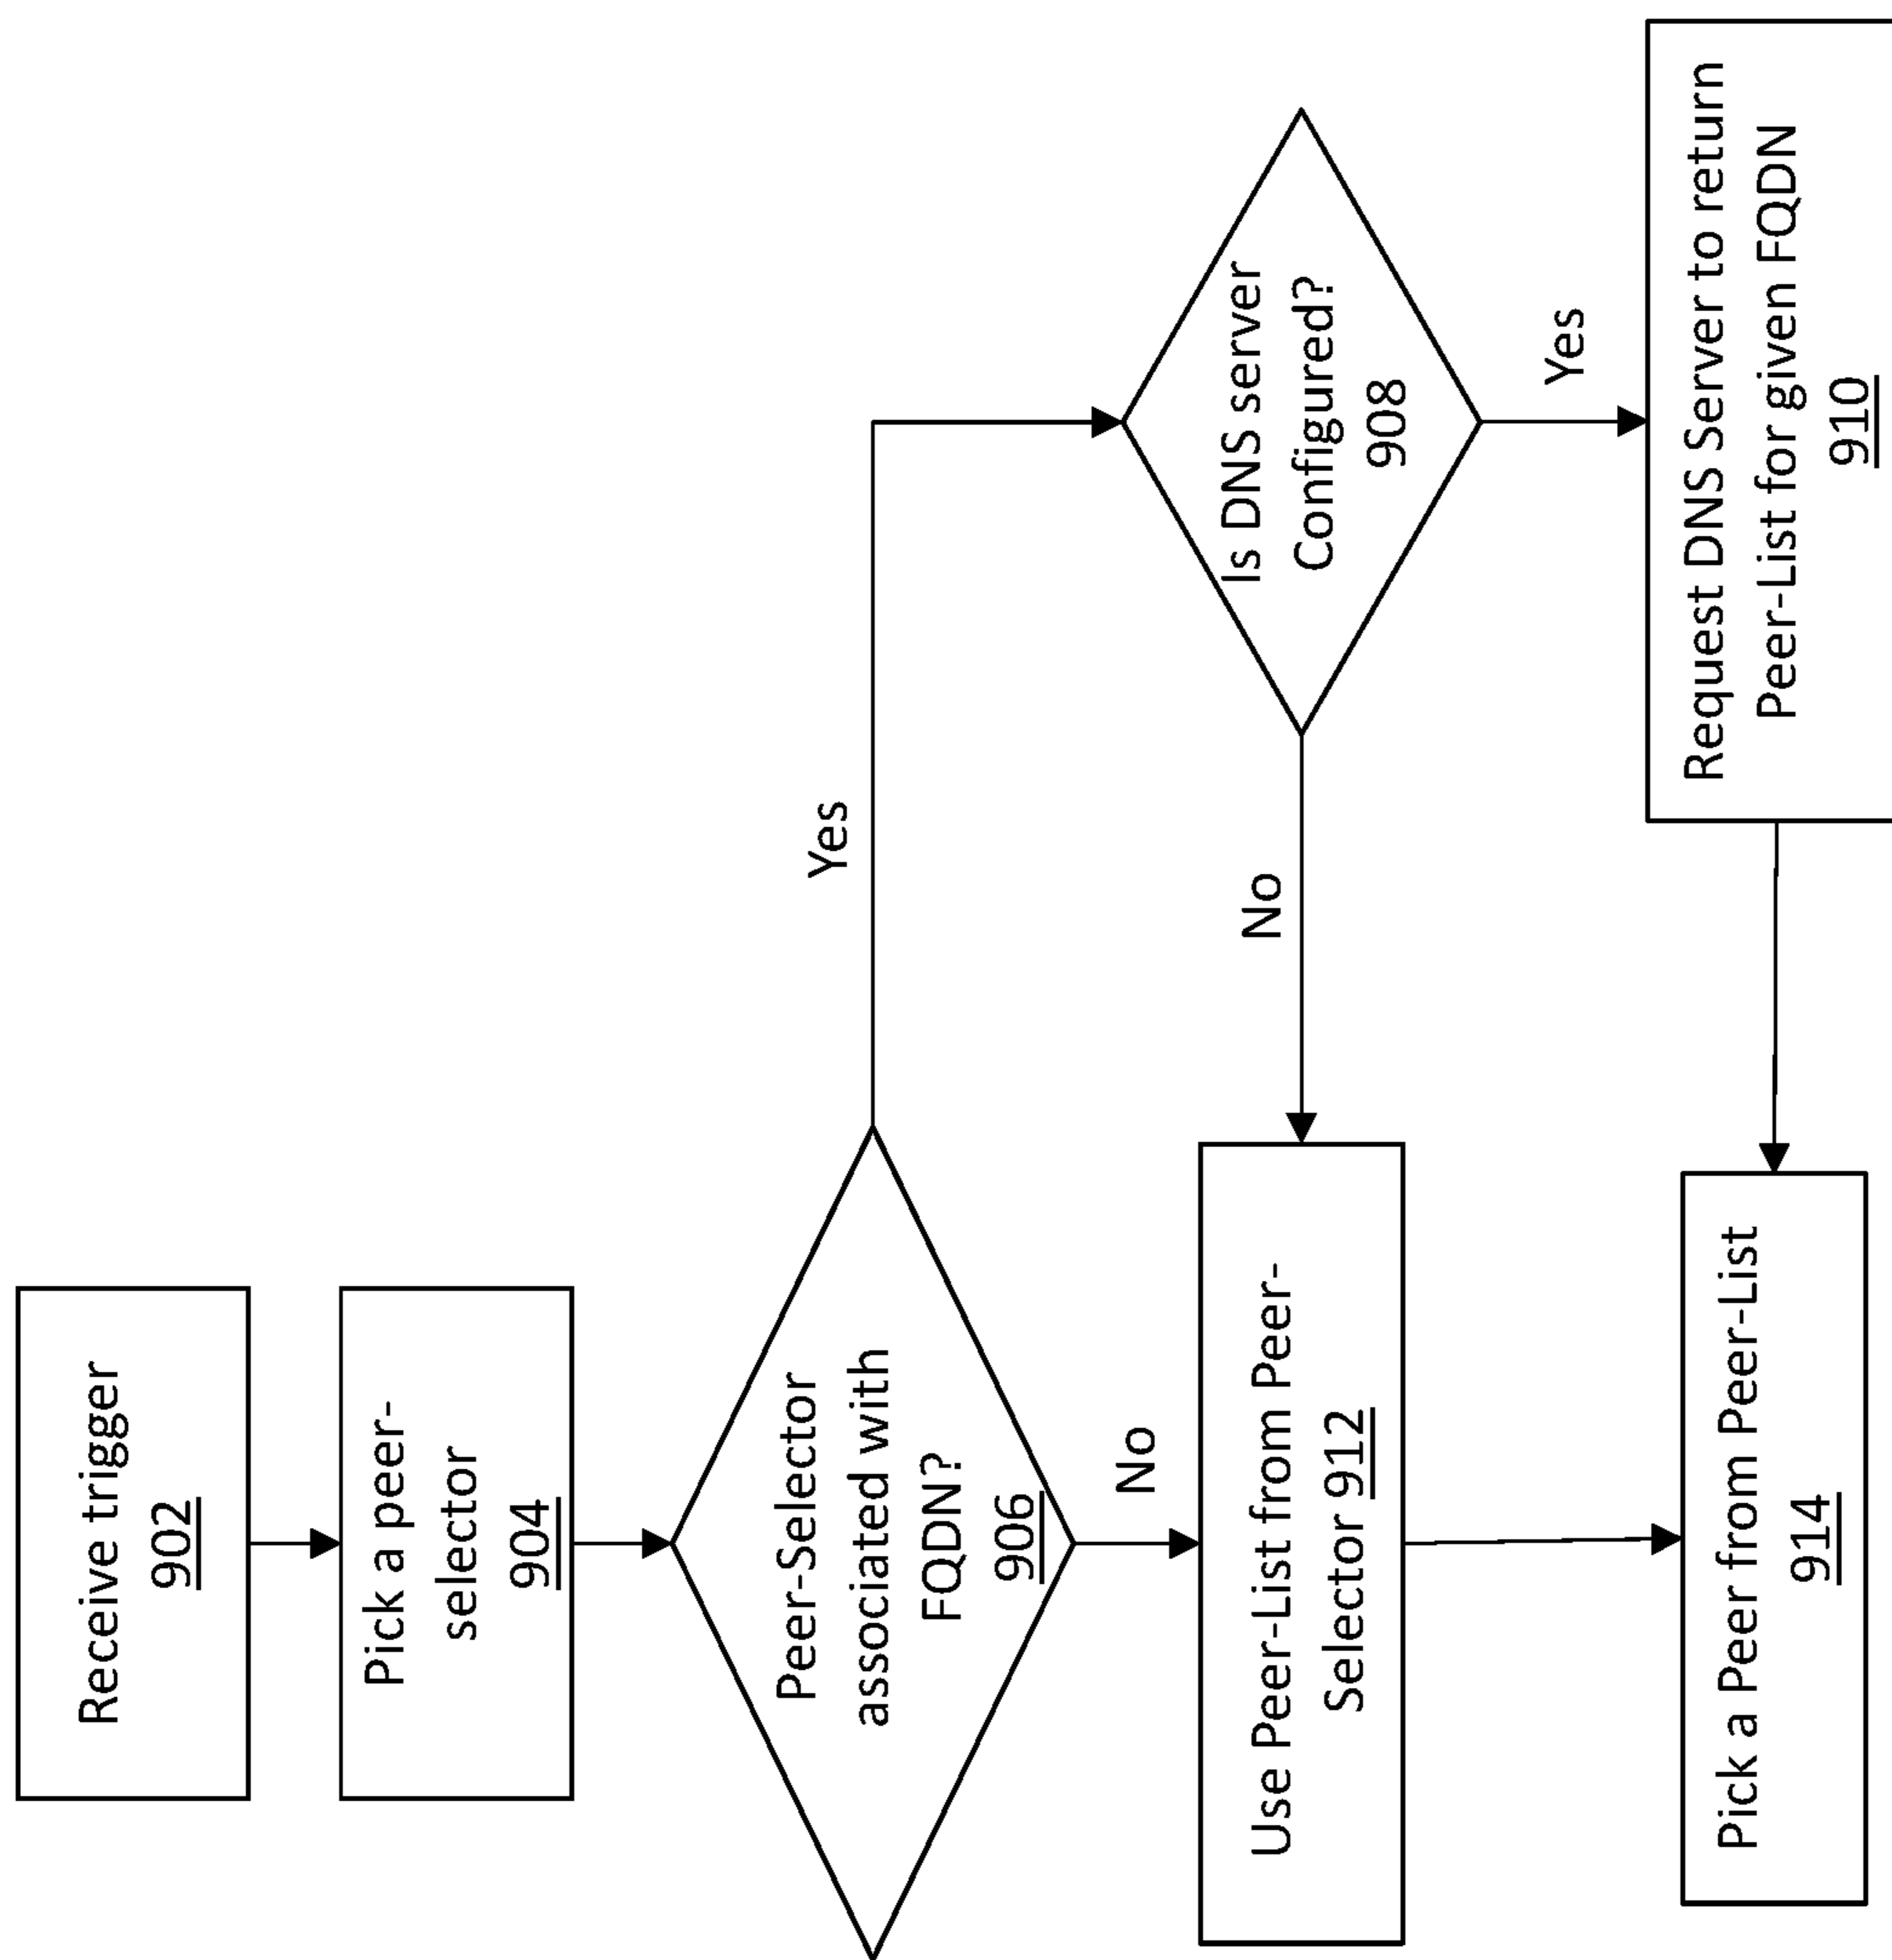 Receive trigger
902
Pick a peer-
selector
904
Peer-Selector
associated with
FQDN?
906
Yes
No
Is DNS server
Configured?
908
No
Yes
Use Peer-List from Peer-
Selector 912
Request DNS Server to return
Peer-List for given FQDN
910
Pick a Peer from Peer-List
914